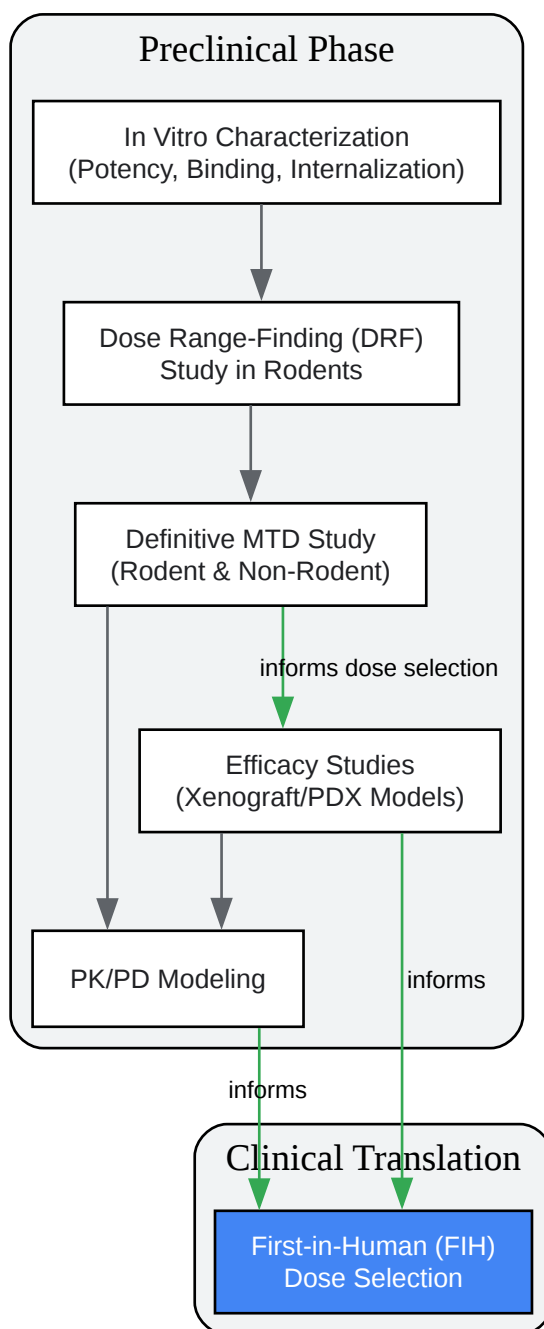 Preclinical Phase
In Vitro Characterization
(Potency, Binding, Internalization)
Dose Range-Finding (DRF)
Study in Rodents
Definitive MTD Study
(Rodent & Non-Rodent)
informs dose selection
Efficacy Studies
(Xenograft/PDX Models)
PK/PD Modeling
informs
informs
Clinical Translation
First-in-Human (FIH)
Dose Selection